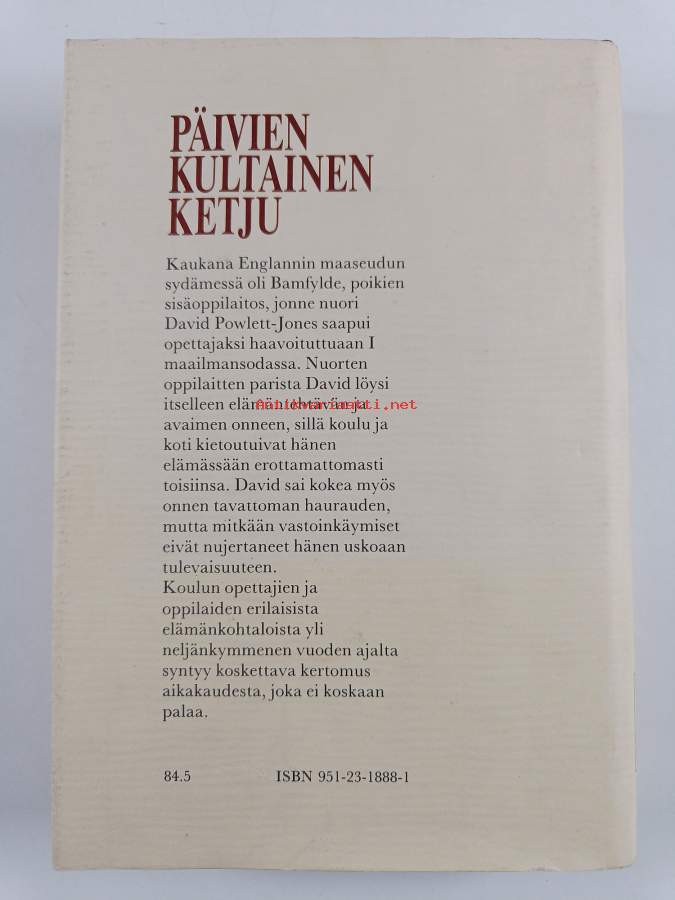 PÄIVIEN
KULTAINEN
KETJU
Kaukana Englannin maaseudun
sydämessä oli Bamfylde, poikien
sisäoppilaitos, jonne nuori
David Powlett-Jones saapui
opettajaksi haavoituttuaan I
maailmansodassa. Nuorten
oppilaitten parista David löysi
itselleen elämäntehtävän ja
Antikvariaatti.net
avaimen onneen, sillä koulu ja
koti kietoutuivat hänen
elämässään erottamattomasti
toisiinsa. David sai kokea myös
onnen tavattoman haurauden,
mutta mitkään vastoinkäymiset
eivät nujertaneet hänen uskoaan
tulevaisuuteen.
Koulun opettajien ja
oppilaiden erilaisista
elämänkohtaloista yli
neljänkymmenen vuoden ajalta
syntyy koskettava kertomus
aikakaudesta, joka ei koskaan
palaa.
84.5 ISBN 951-23-1888-1